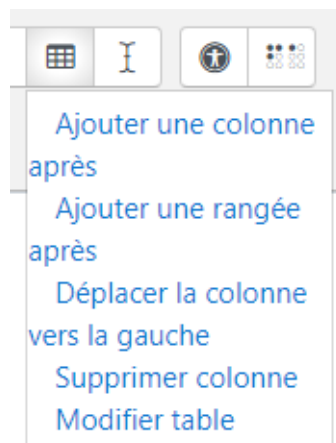 Ajouter une colonne
après
Ajouter une rangée
après
Déplacer la colonne
vers la gauche
Supprimer colonne
Modifier table